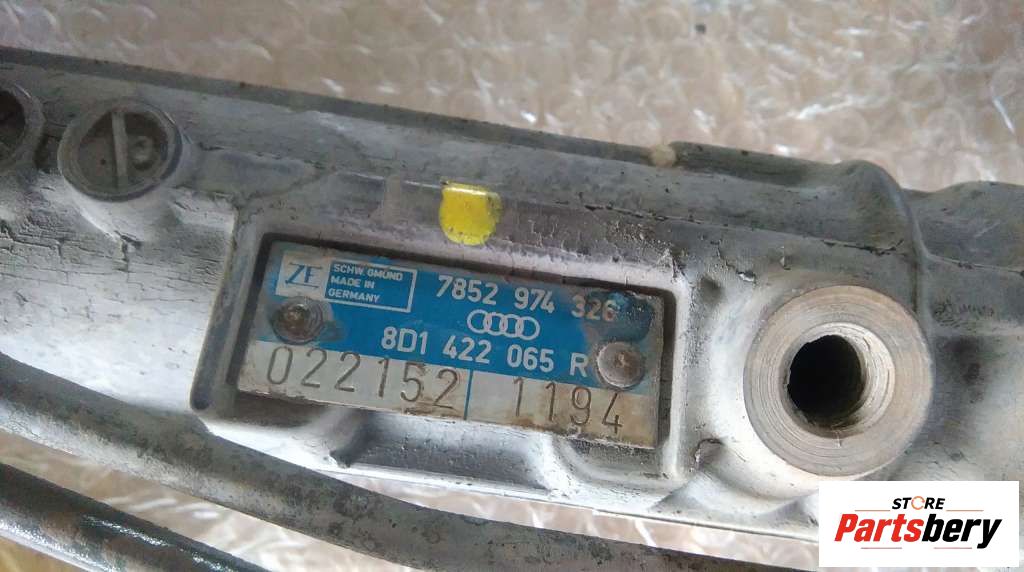 ZF
SCHW. GMÜND
MADE IN
GERMANY
7852 974 326
8D1 422 065 R
022152 1194
STORE
Partsbery